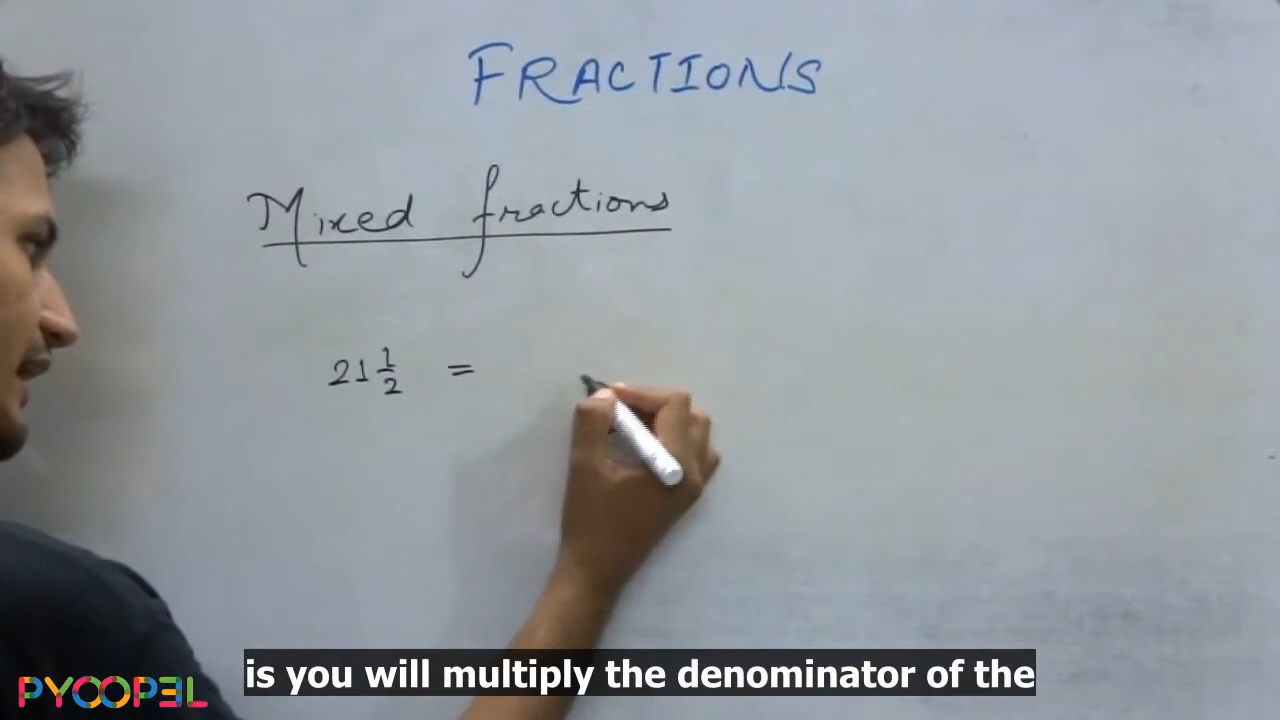 FRACTIONS
Mixed fractions
21 1/2 =
is you will multiply the denominator of the
PYOOPEL